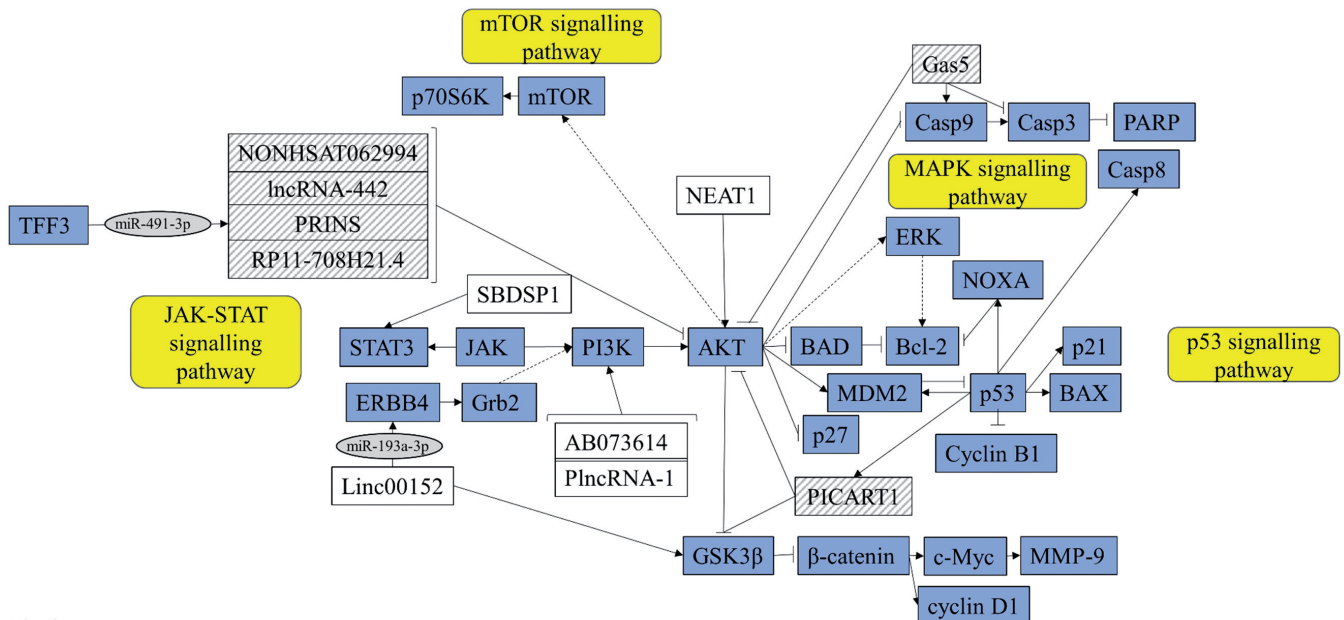 mTOR signalling
pathway
p70S6K
mTOR
Gas5
Casp9
Casp3
PARP
NONHSAT062994
lncRNA-442
PRINS
RP11-708H21.4
TFF3
miR-491-3p
NEAT1
MAPK signalling
pathway
Casp8
ERK
NOXA
SBDSP1
JAK-STAT
signalling
pathway
STAT3
JAK
PI3K
AKT
BAD
Bcl-2
p21
p53 signalling
pathway
ERBB4
Grb2
MDM2
p53
BAX
miR-193a-3p
AB073614
PlncRNA-1
p27
Cyclin B1
Linc00152
PICART1
GSK3β
β-catenin
c-Myc
MMP-9
cyclin D1